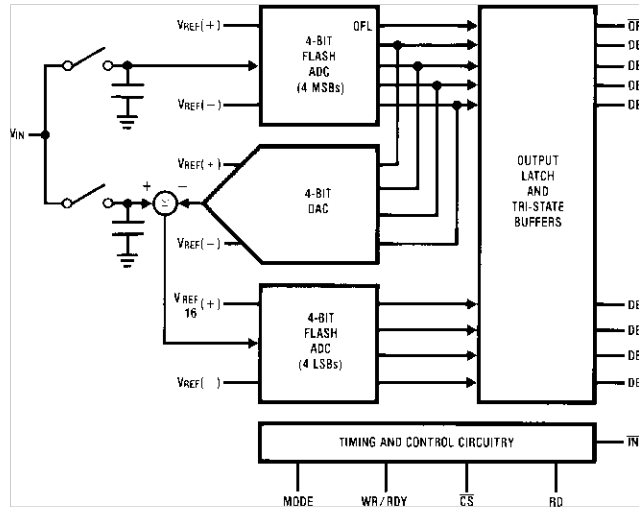 VREF(+)
4-BIT
FLASH
ADC
(4 MSBs)
OFL
VREF(−)
VIN
VREF(+)
4-BIT
DAC
VREF(−)
+
−
Σ
OUTPUT
LATCH
AND
TRI-STATE
BUFFERS
VREF(+)
16
4-BIT
FLASH
ADC
(4 LSBs)
VREF( )
TIMING AND CONTROL CIRCUITRY
MODE
WR/RDY
CS
RD